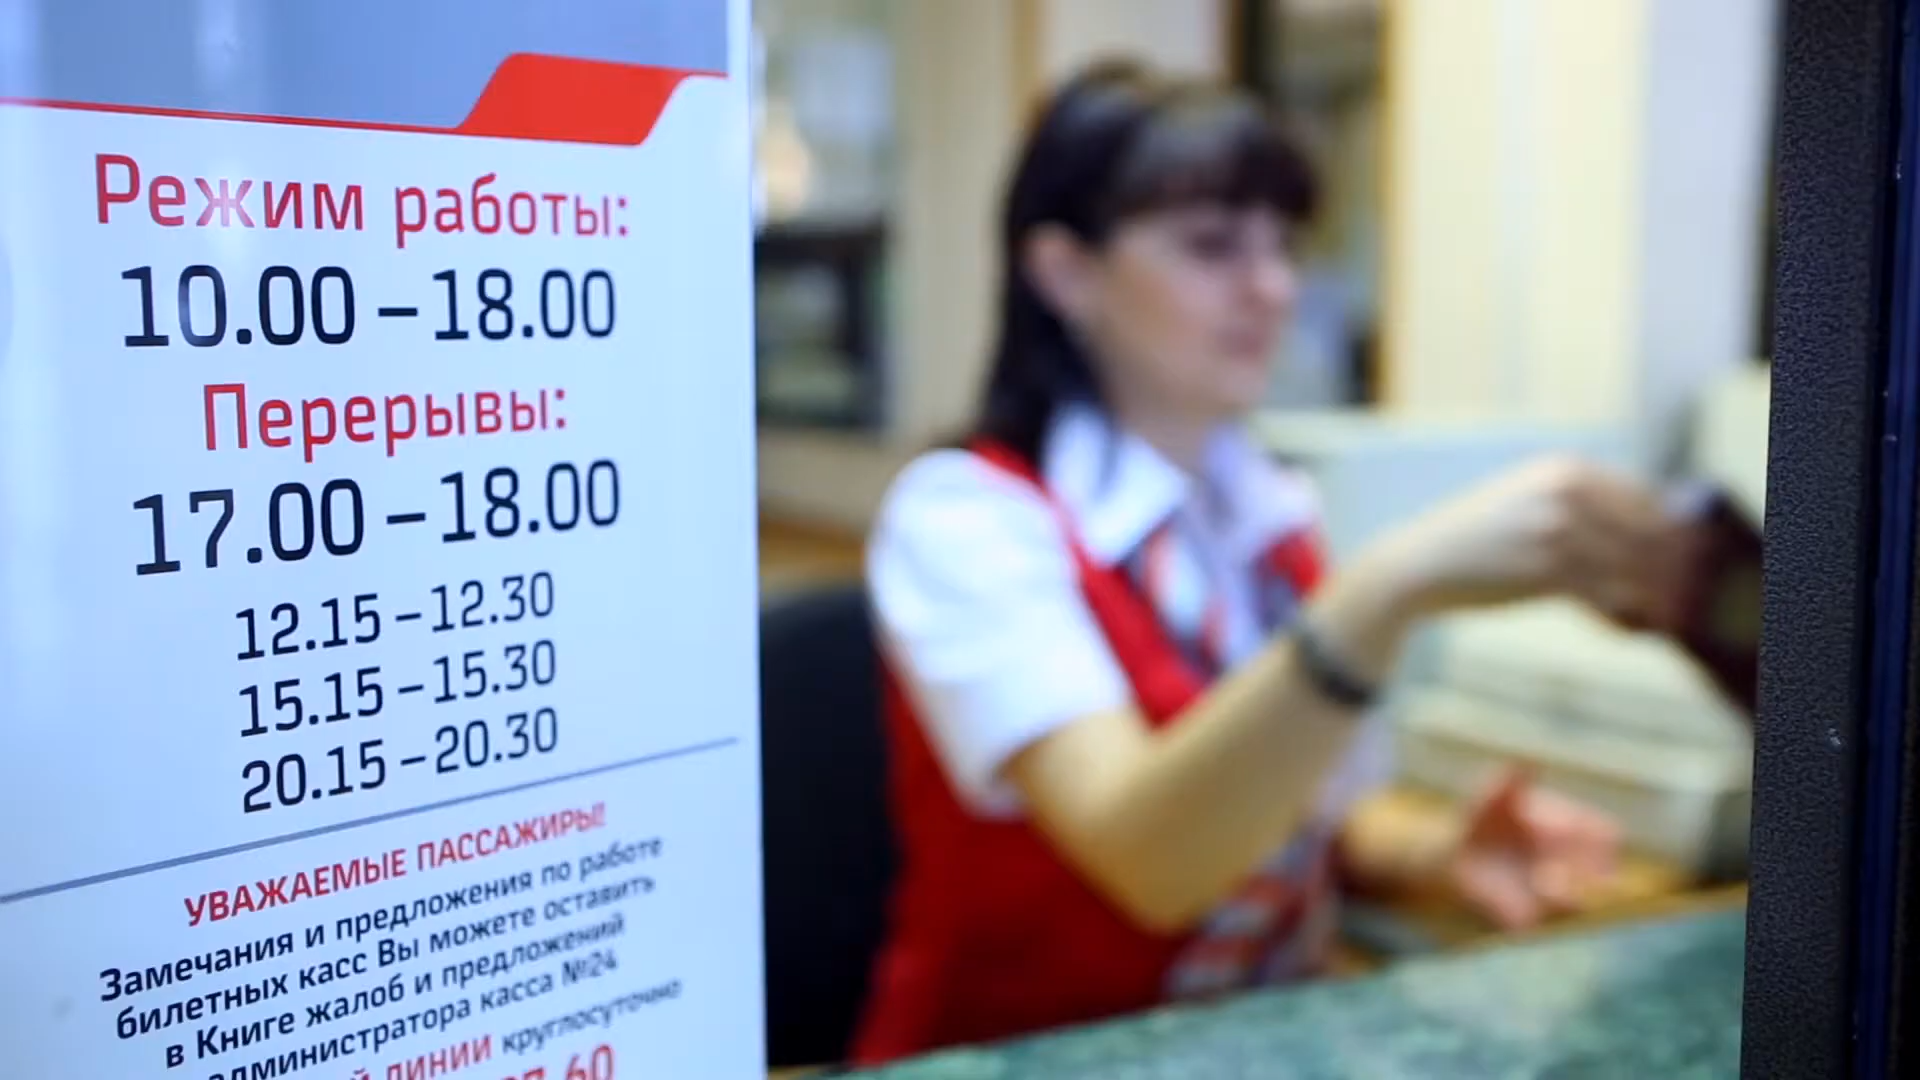 Режим работы:
10.00 – 18.00
Перерывы:
17.00 – 18.00
12.15 – 12.30
15.15 – 15.30
20.15 – 20.30
УВАЖАЕМЫЕ ПАССАЖИРЫ!
Замечания и предложения по работе
билетных касс Вы можете оставить
в Книге жалоб и предложений
администратора касса №24
ЛИНИИ круглосуточно
60